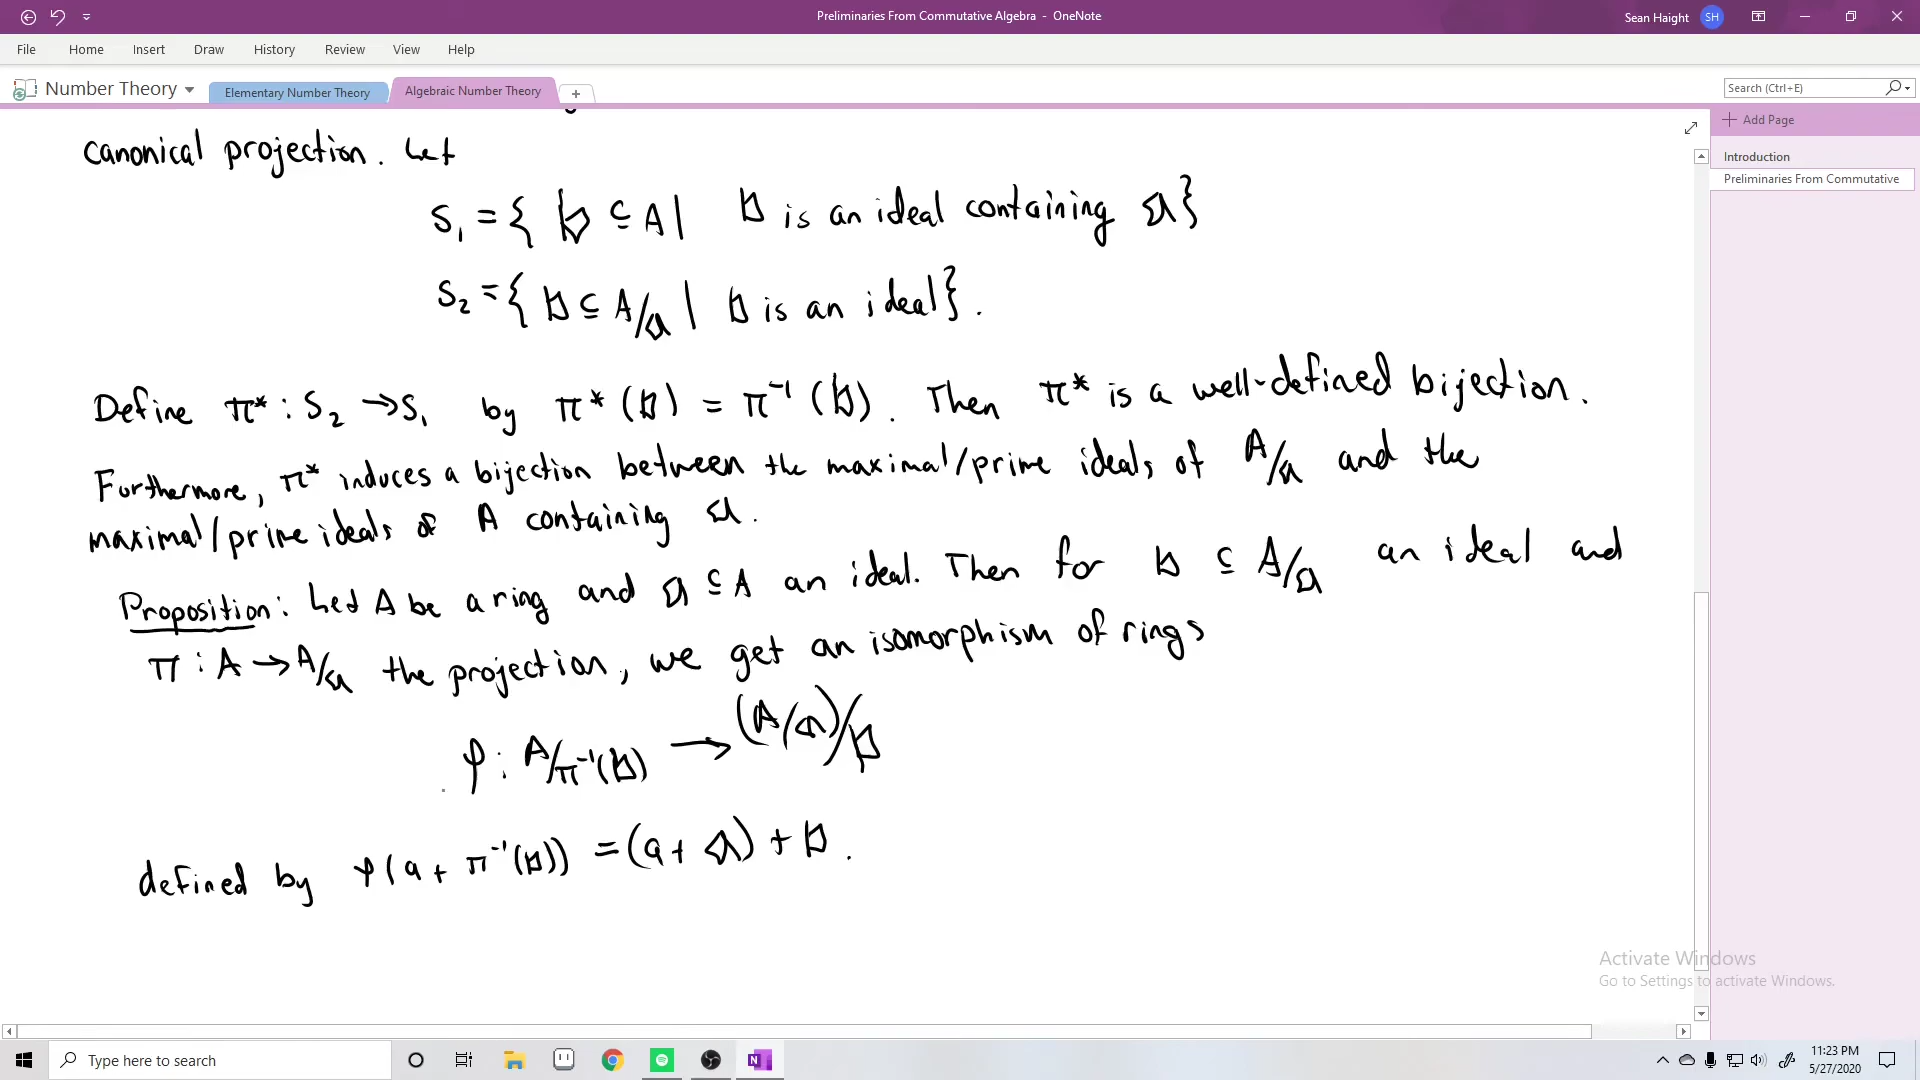 Preliminaries From Commutative Algebra - OneNote
Sean Haight SH
File Home Insert Draw History Review View Help
Number Theory Elementary Number Theory Algebraic Number Theory +
Search (Ctrl+E)
Add Page
Introduction
Preliminaries From Commutative
canonical projection. Let
S₁ = { 𝔟 ⊆ A | 𝔟 is an ideal containing 𝔞 }
S₂ = { 𝔟 ⊆ A/𝔞 | 𝔟 is an ideal }.
Define π* : S₂ → S₁ by π*(𝔟) = π⁻¹(𝔟). Then π* is a well-defined bijection.
Furthermore, π* induces a bijection between the maximal/prime ideals of A/𝔞 and the
maximal/prime ideals of A containing 𝔞.
Proposition: Let A be a ring and 𝔞 ⊆ A an ideal. Then for 𝔟 ⊆ A/𝔞 an ideal and
π : A → A/𝔞 the projection, we get an isomorphism of rings
φ : A/π⁻¹(𝔟) → (A/𝔞)/𝔟
defined by φ(a + π⁻¹(𝔟)) = (a + 𝔞) + 𝔟.
Activate Windows
Go to Settings to activate Windows.
Type here to search
11:23 PM
5/27/2020